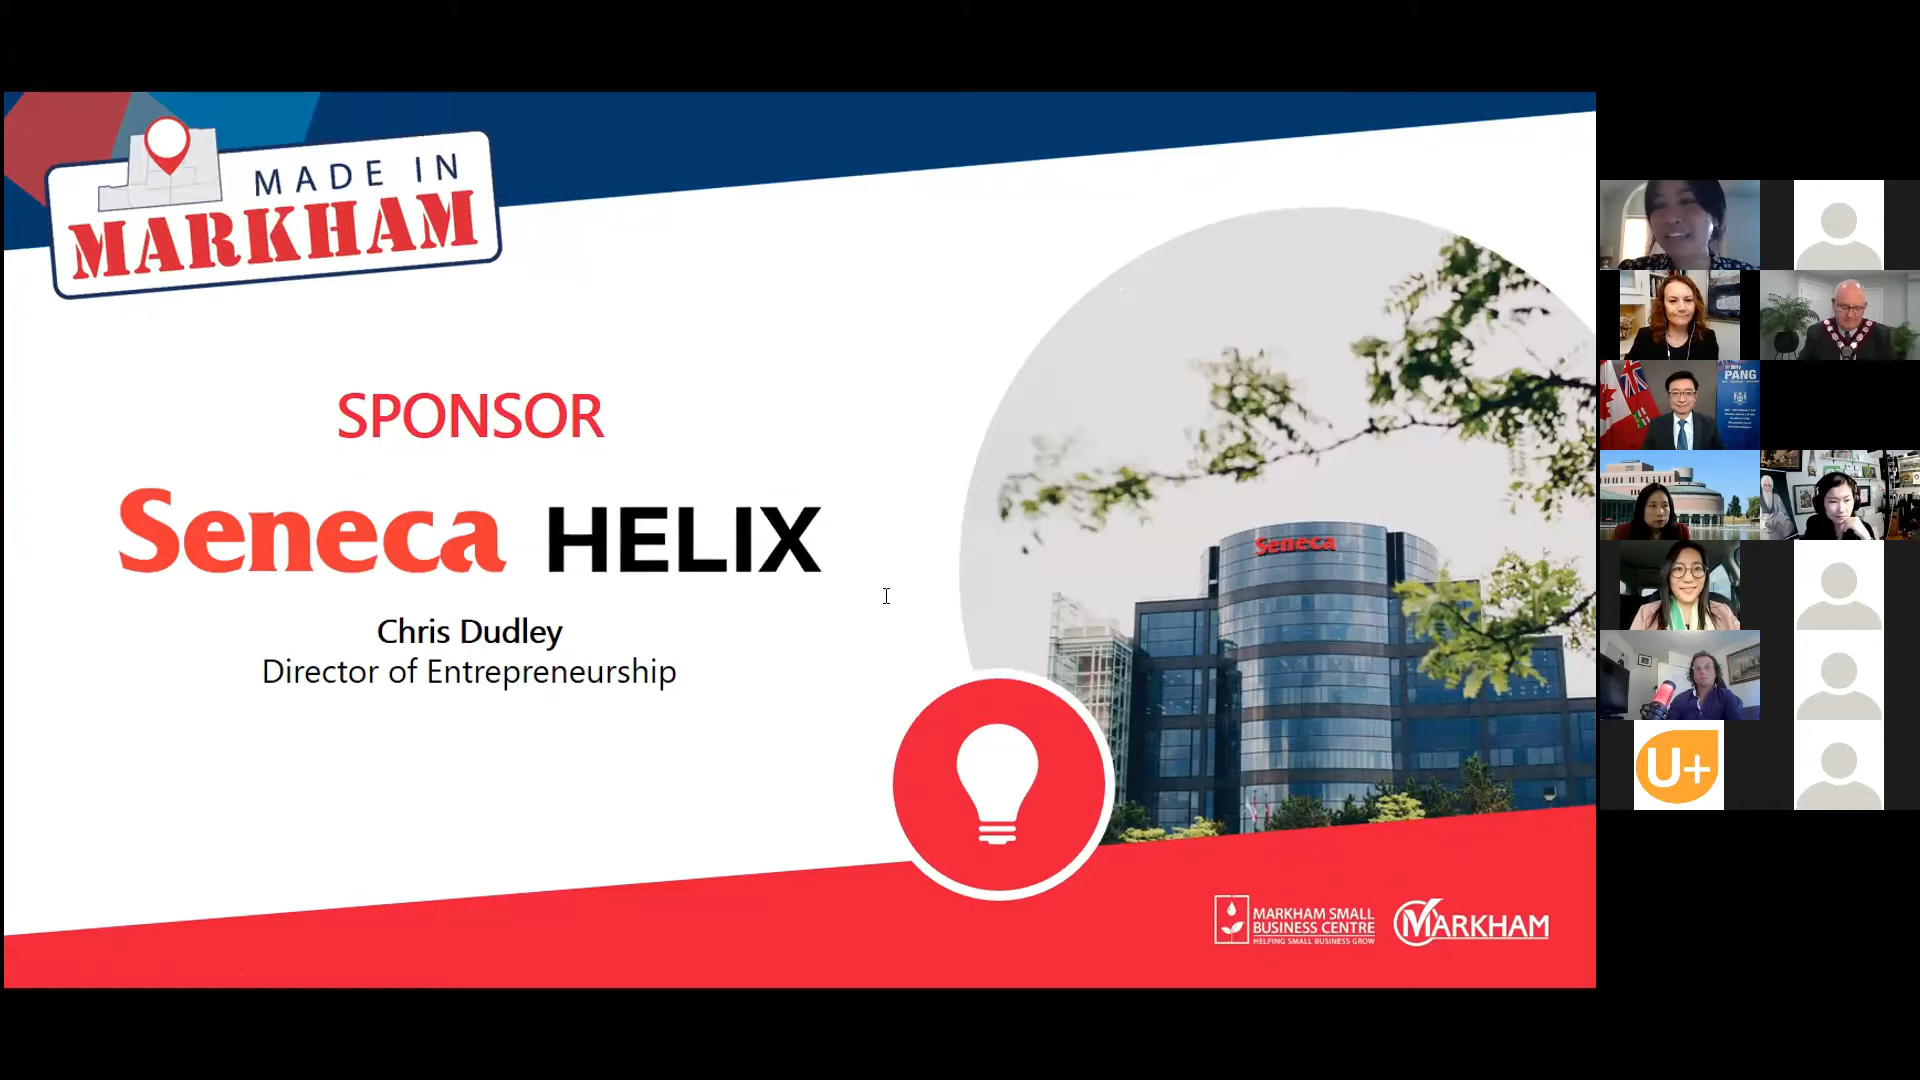 MADE IN
MARKHAM
SPONSOR
Seneca HELIX
Chris Dudley
Director of Entrepreneurship
Seneca
MARKHAM SMALL
BUSINESS CENTRE
HELPING SMALL BUSINESS GROW
MARKHAM
Billy
PANG
U+